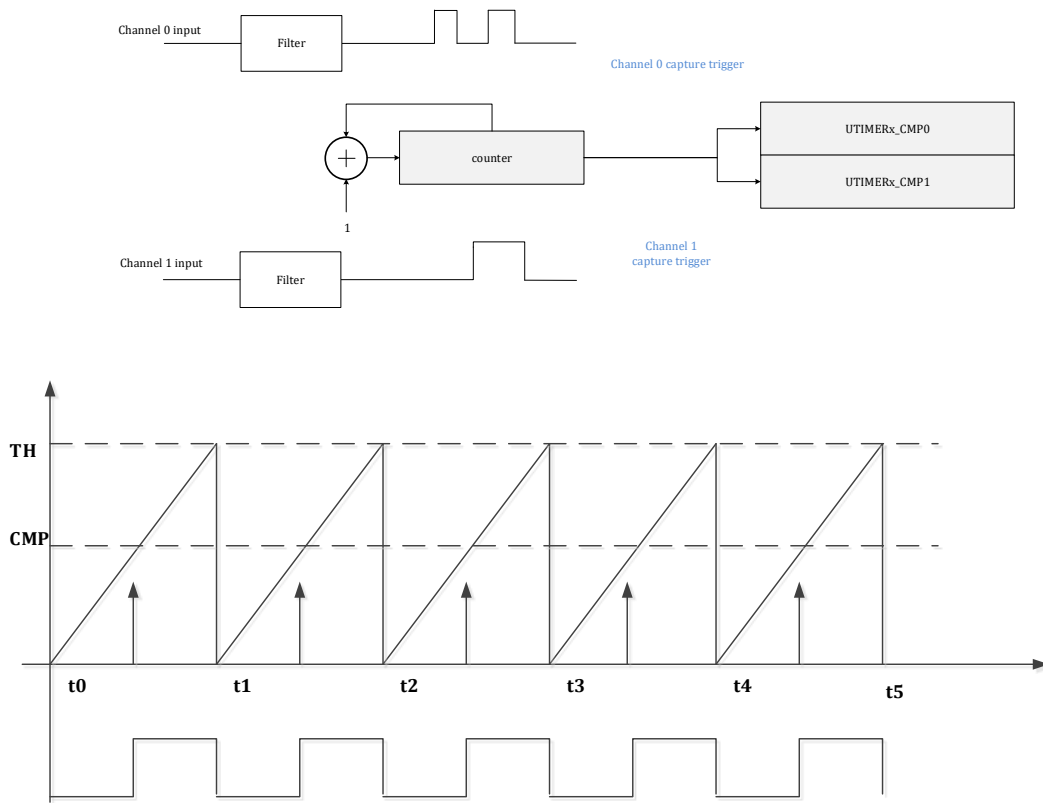 Channel 0 input
Filter
Channel 0 capture trigger
UTIMERx_CMP0
counter
UTIMERx_CMP1
1
Channel 1 input
Filter
Channel 1
capture trigger
TH
CMP
t0
t1
t2
t3
t4
t5